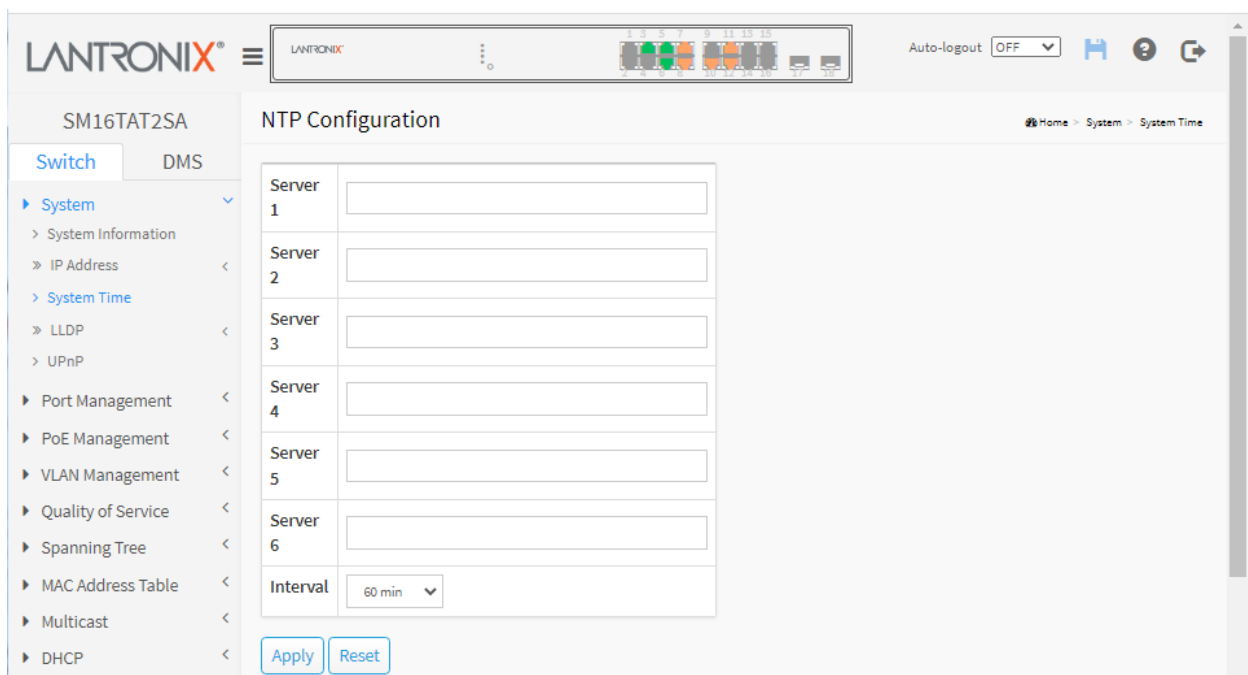 LANTRONIX®
LANTRONIX
1 3 5 7 9 11 13 15
2 4 6 8 10 12 14 16 17 18
Auto-logout OFF
SM16TAT2SA
Switch DMS
System
System Information
IP Address
System Time
LLDP
UPnP
Port Management
PoE Management
VLAN Management
Quality of Service
Spanning Tree
MAC Address Table
Multicast
DHCP
NTP Configuration
Home > System > System Time
Server
1
Server
2
Server
3
Server
4
Server
5
Server
6
Interval 60 min
Apply Reset